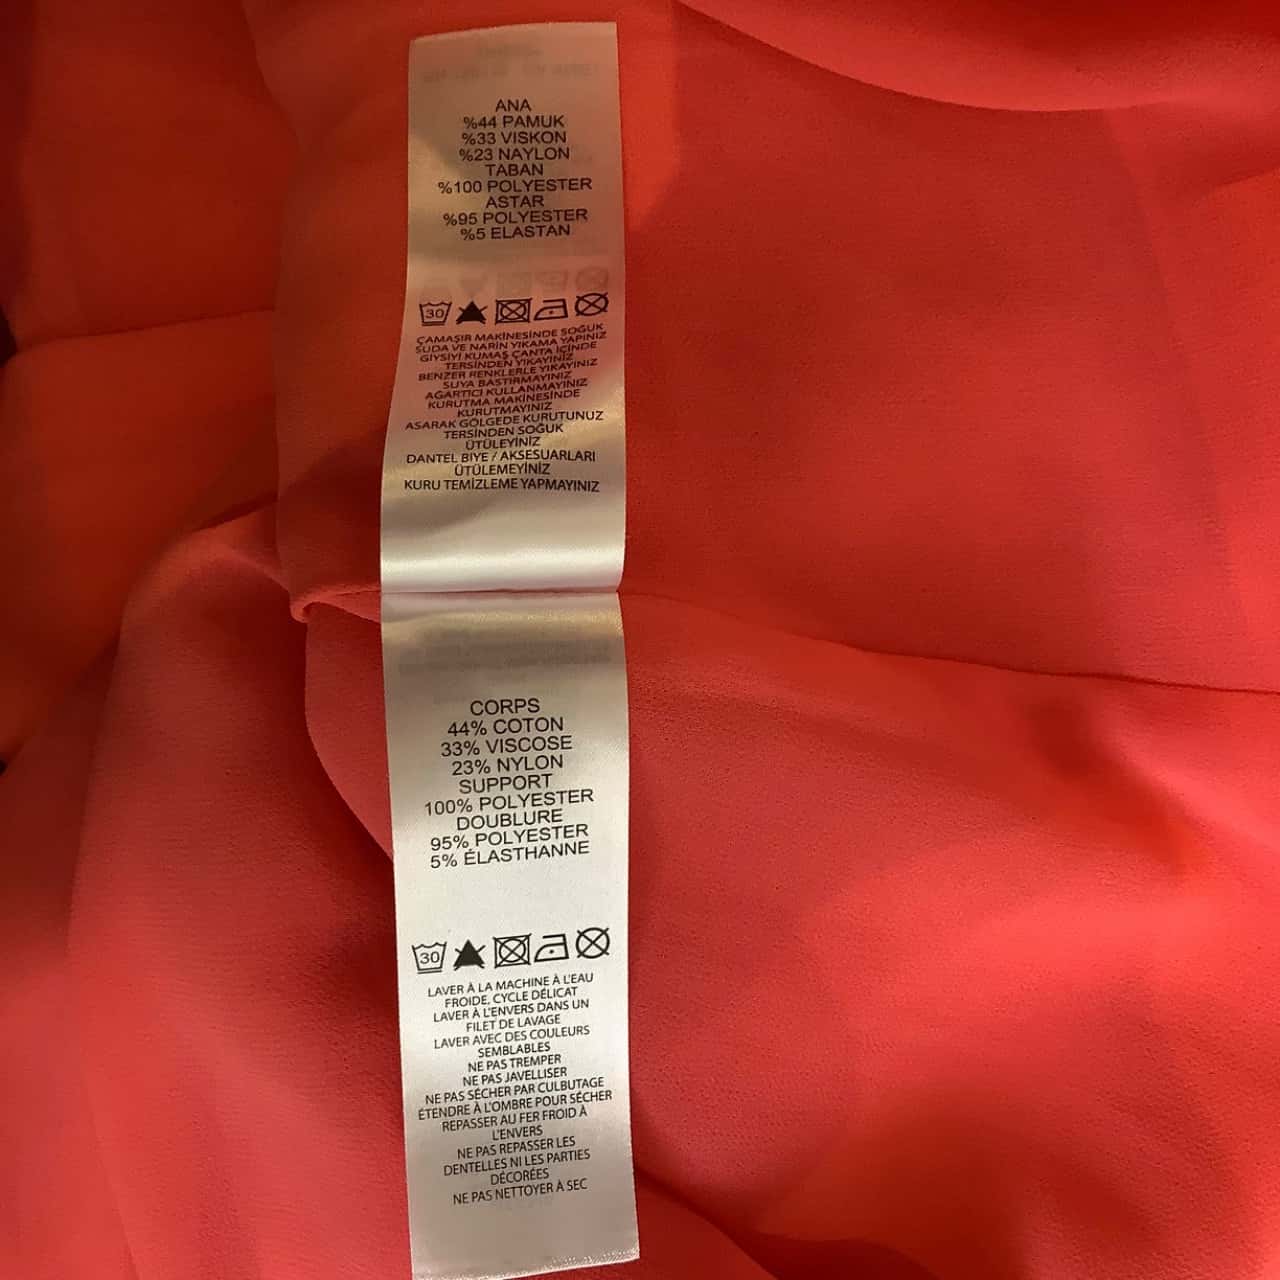 ANA
%44 PAMUK
%33 VISKON
%23 NAYLON
TABAN
%100 POLYESTER
ASTAR
%95 POLYESTER
%5 ELASTAN
30
ÇAMAŞIR MAKİNESİNDE SOĞUK
SUDA VE NARİN YIKAMA YAPINIZ
GİYSİYİ KUMAŞ ÇANTA İÇİNDE
TERSİNDEN YIKAYINIZ
BENZER RENKLERLE YIKAYINIZ
SUYA BASTIRMAYINIZ
AGARTICI KULLANMAYINIZ
KURUTMA MAKİNESİNDE
KURUTMAYINIZ
ASARAK GÖLGEDE KURUTUNUZ
TERSİNDEN SOĞUK
ÜTÜLEYİNİZ
DANTEL BIYE / AKSESUARLARI
ÜTÜLEMEYİNİZ
KURU TEMİZLEME YAPMAYINIZ
CORPS
44% COTON
33% VISCOSE
23% NYLON
SUPPORT
100% POLYESTER
DOUBLURE
95% POLYESTER
5% ÉLASTHANNE
30
LAVER À LA MACHINE À L'EAU
FROIDE, CYCLE DÉLICAT
LAVER À L'ENVERS DANS UN
FILET DE LAVAGE
LAVER AVEC DES COULEURS
SEMBLABLES
NE PAS TREMPER
NE PAS JAVELLISER
NE PAS SÉCHER PAR CULBUTAGE
ÉTENDRE À L'OMBRE POUR SÉCHER
REPASSER AU FER FROID À
L'ENVERS
NE PAS REPASSER LES
DENTELLES NI LES PARTIES
DÉCORÉES
NE PAS NETTOYER À SEC